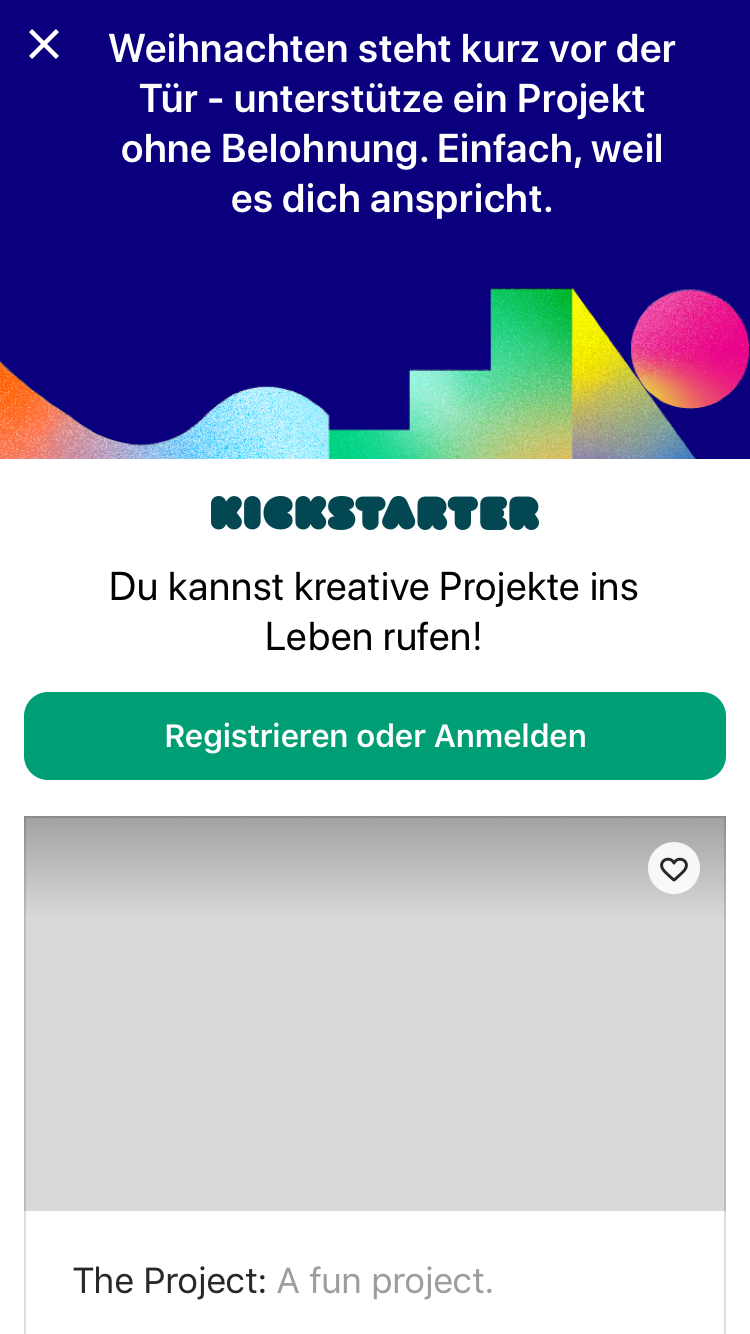 Weihnachten steht kurz vor der
Tür - unterstütze ein Projekt
ohne Belohnung. Einfach, weil
es dich anspricht.
KICKSTARTER
Du kannst kreative Projekte ins
Leben rufen!
Registrieren oder Anmelden
The Project: A fun project.